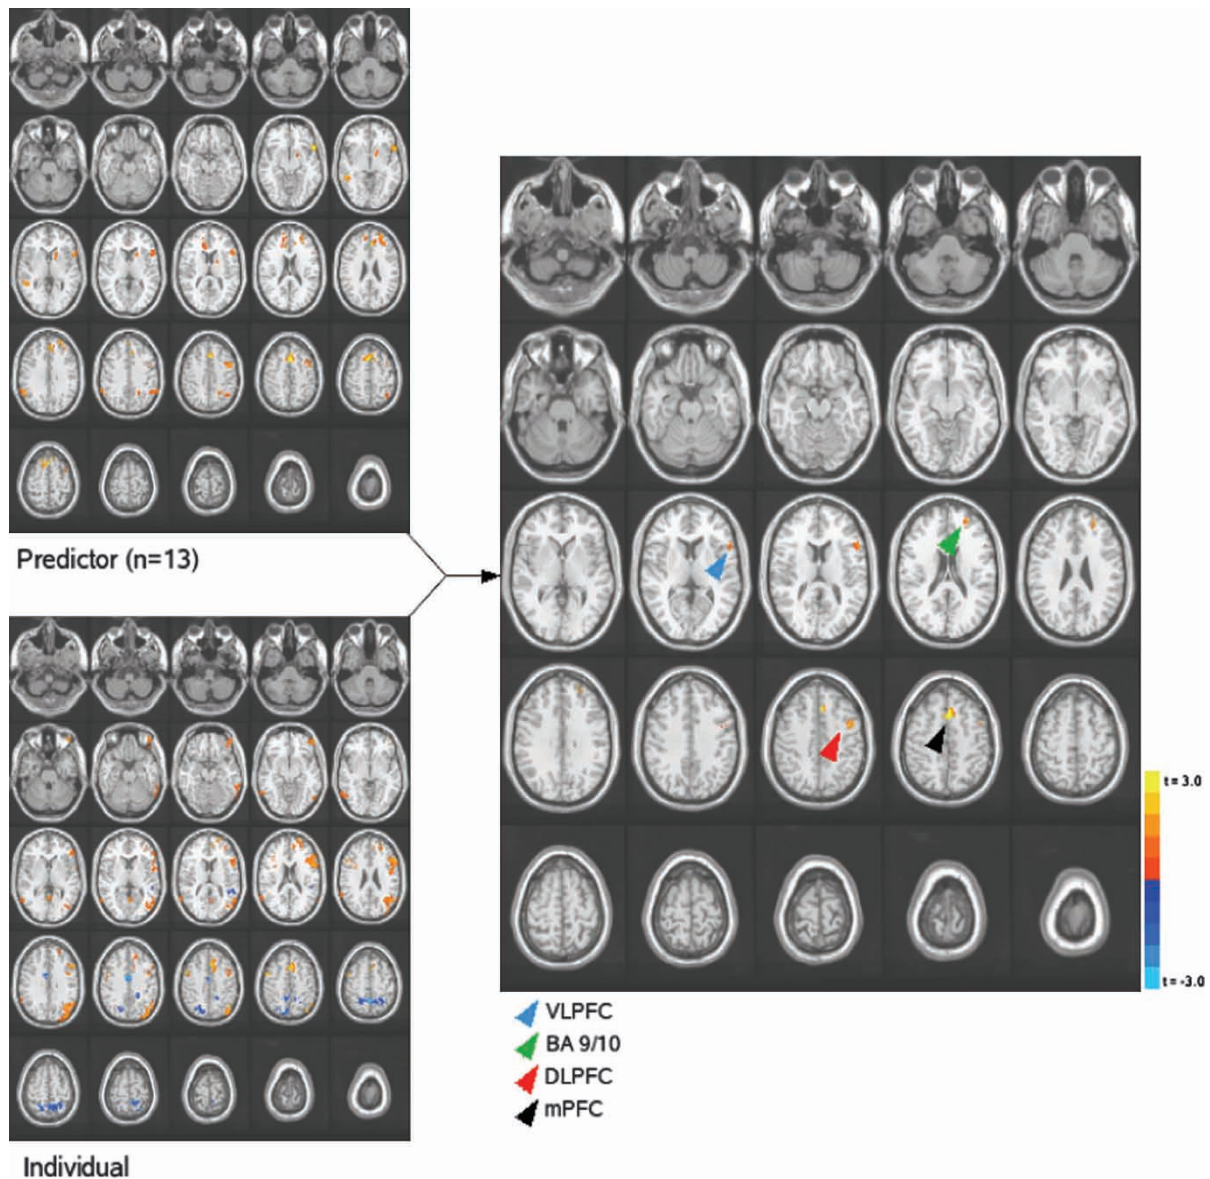 Predictor (n=13)
t = 3.0
t = -3.0
VLPFC
BA 9/10
DLPFC
mPFC
Individual